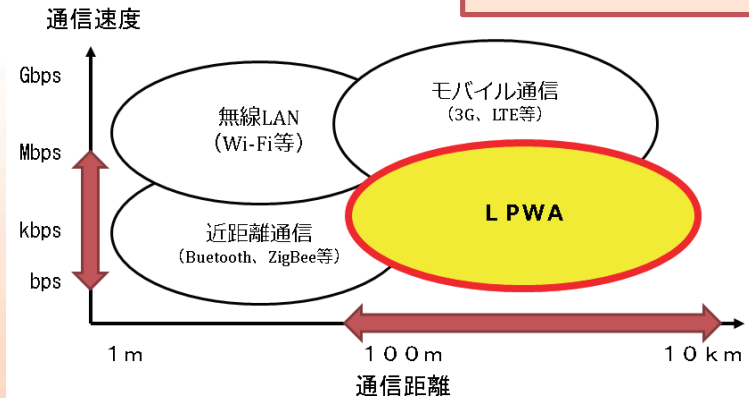 通信速度
Gbps
Mbps
kbps
bps
無線LAN
（Wi-Fi等）
モバイル通信
（3G、LTE等）
近距離通信
（Buetooth、ZigBee等）
ＬPWA
１ｍ
１００ｍ
１０ｋｍ
通信距離